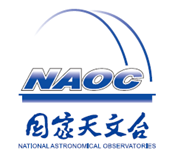 NAOC
国家天文台
NATIONAL ASTRONOMICAL OBSERVATORIES